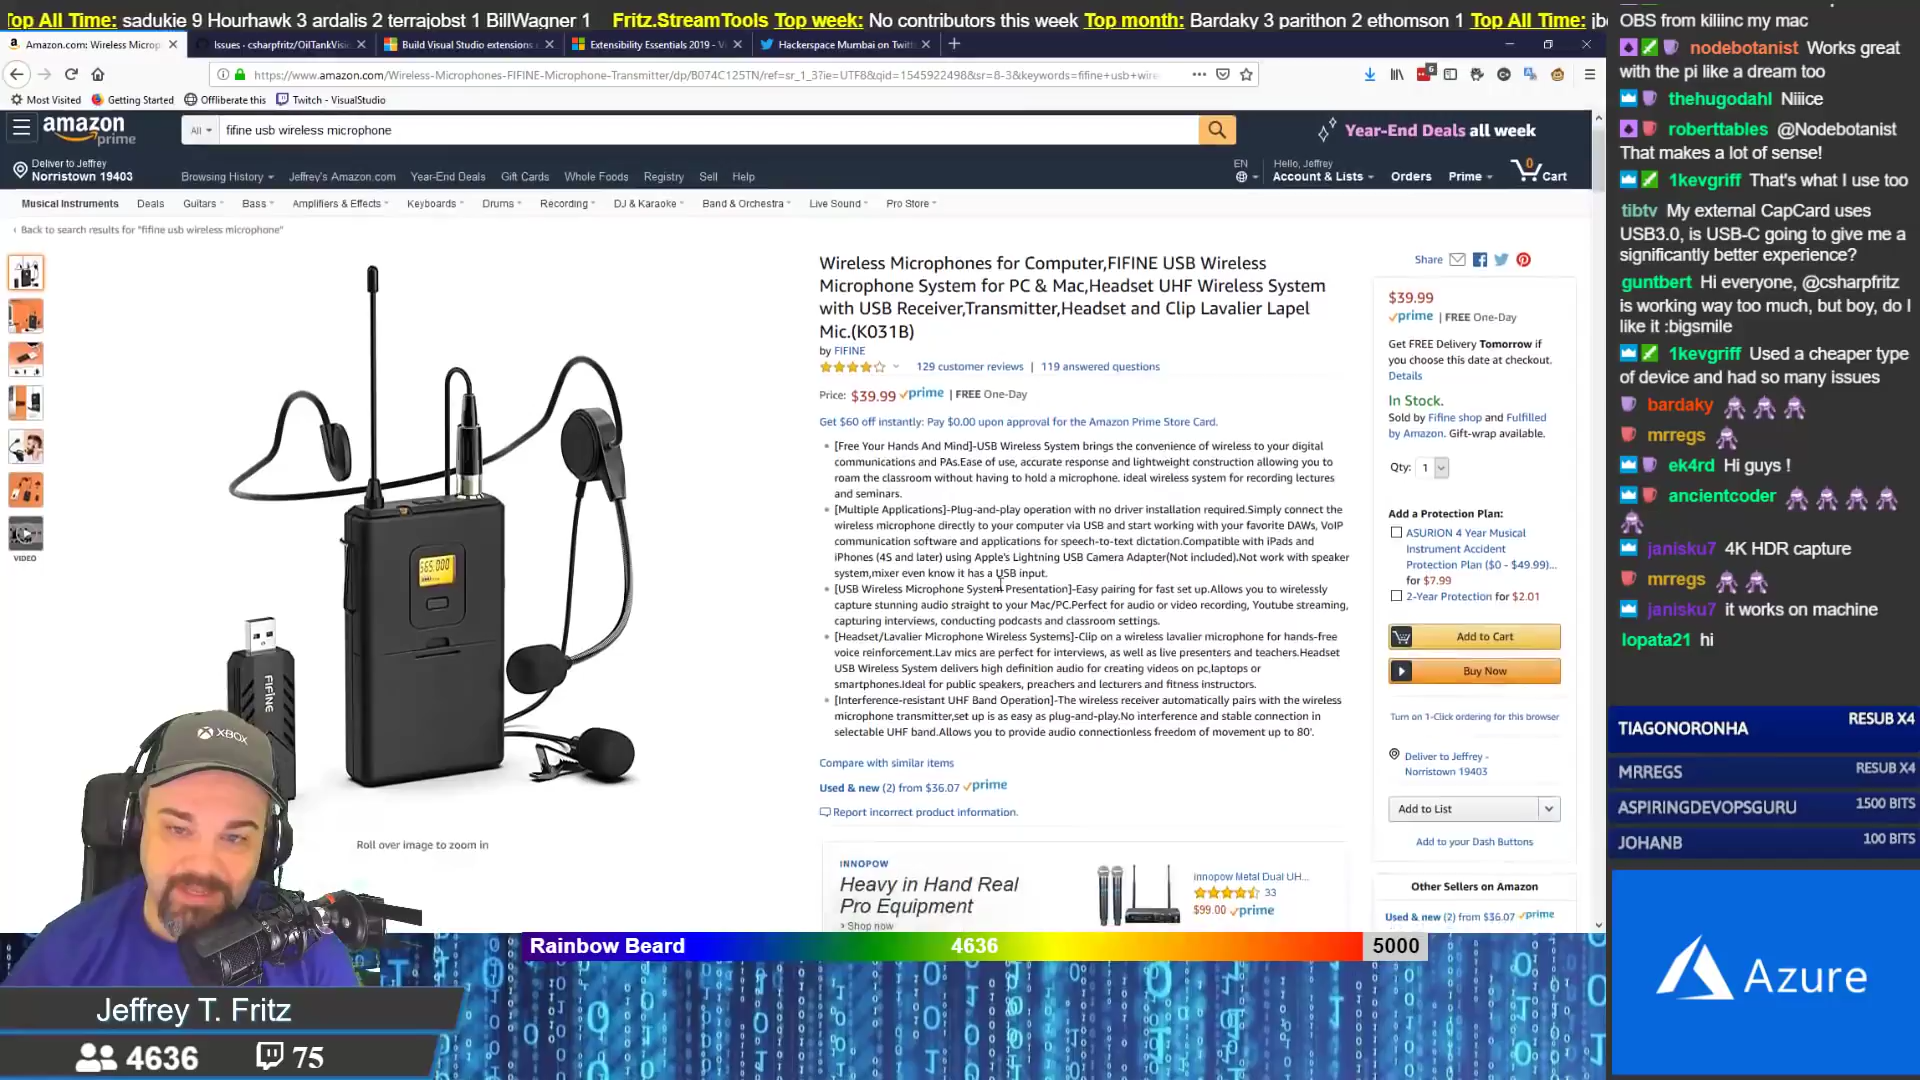 Top All Time: sadukie 9 Hourhawk 3 ardalis 2 terrajobst 1 BillWagner 1 Fritz.StreamTools Top week: No contributors this week Top month: Bardaky 3 parithon 2 ethomson 1 Top All Time:
Amazon.com: Wireless Microp
Issues · csharpfritz/OilTankVisi
Build Visual Studio extensions
Extensibility Essentials 2019 - V
Hackerspace Mumbai on Twitt
https://www.amazon.com/Wireless-Microphones-FIFINE-Microphone-Transmitter/dp/B074C125TN/ref=sr_1_3?ie=UTF8&qid=1545922498&sr=8-3&keywords=fifine+usb+wire
Most Visited Getting Started Offliberate this Twitch - VisualStudio
amazon prime
All fifine usb wireless microphone
Year-End Deals all week
Deliver to Jeffrey
Norristown 19403
Browsing History Jeffrey's Amazon.com Year-End Deals Gift Cards Whole Foods Registry Sell Help
EN
Hello, Jeffrey
Account & Lists Orders Prime 0 Cart
Musical Instruments Deals Guitars Bass Amplifiers & Effects Keyboards Drums Recording DJ & Karaoke Band & Orchestra Live Sound Pro Store
‹ Back to search results for "fifine usb wireless microphone"
VIDEO
565.000
FIFINE
Roll over image to zoom in
Wireless Microphones for Computer,FIFINE USB Wireless
Microphone System for PC & Mac,Headset UHF Wireless System
with USB Receiver,Transmitter,Headset and Clip Lavalier Lapel
Mic.(K031B)
by FIFINE
129 customer reviews | 119 answered questions
Price: $39.99 prime | FREE One-Day
Get $60 off instantly: Pay $0.00 upon approval for the Amazon Prime Store Card.
[Free Your Hands And Mind]-USB Wireless System brings the convenience of wireless to your digital
communications and PAs.Ease of use, accurate response and lightweight construction allowing you to
roam the classroom without having to hold a microphone. ideal wireless system for recording lectures
and seminars.
[Multiple Applications]-Plug-and-play operation with no driver installation required.Simply connect the
wireless microphone directly to your computer via USB and start working with your favorite DAWs, VoIP
communication software and applications for speech-to-text dictation.Compatible with iPads and
iPhones (4S and later) using Apple's Lightning USB Camera Adapter(Not included).Not work with speaker
system,mixer even know it has a USB input.
[USB Wireless Microphone System Presentation]-Easy pairing for fast set up.Allows you to wirelessly
capture stunning audio straight to your Mac/PC.Perfect for audio or video recording, Youtube streaming,
capturing interviews, conducting podcasts and classroom settings.
[Headset/Lavalier Microphone Wireless Systems]-Clip on a wireless lavalier microphone for hands-free
voice reinforcement.Lav mics are perfect for interviews, as well as live presenters and teachers.Headset
USB Wireless System delivers high definition audio for creating videos on pc,laptops or
smartphones.Ideal for public speakers, preachers and lecturers and fitness instructors.
[Interference-resistant UHF Band Operation]-The wireless receiver automatically pairs with the wireless
microphone transmitter,set up is as easy as plug-and-play.No interference and stable connection in
selectable UHF band.Allows you to provide audio connectionless freedom of movement up to 80'.
Compare with similar items
Used & new (2) from $36.07 prime
Report incorrect product information.
INNOPOW
Heavy in Hand Real
Pro Equipment
› Shop now
innopow Metal Dual UH...
33
$99.00 prime
Share
$39.99
prime | FREE One-Day
Get FREE Delivery Tomorrow if
you choose this date at checkout.
Details
In Stock.
Sold by Fifine shop and Fulfilled
by Amazon. Gift-wrap available.
Qty: 1
Add a Protection Plan:
ASURION 4 Year Musical
Instrument Accident
Protection Plan ($0 - $49.99)...
for $7.99
2-Year Protection for $2.01
Add to Cart
Buy Now
Turn on 1-Click ordering for this browser
Deliver to Jeffrey -
Norristown 19403
Add to List
Add to your Dash Buttons
Other Sellers on Amazon
Used & new (2) from $36.07 prime
OBS from kiliinc my mac
nodebotanist Works great
with the pi like a dream too
thehugodahl Niiice
roberttables @Nodebotanist
That makes a lot of sense!
1kevgriff That's what I use too
tibtv My external CapCard uses
USB3.0, is USB-C going to give me a
significantly better experience?
guntbert Hi everyone, @csharpfritz
is working way too much, but boy, do I
like it :bigsmile
1kevgriff Used a cheaper type
of device and had so many issues
bardaky
mrregs
ek4rd Hi guys !
ancientcoder
janisku7 4K HDR capture
mrregs
janisku7 it works on machine
lopata21 hi
TIAGONORONHA RESUB X4
MRREGS RESUB X4
ASPIRINGDEVOPSGURU 1500 BITS
JOHANB 100 BITS
Azure
XBOX
Rainbow Beard 4636 5000
Jeffrey T. Fritz
4636 75